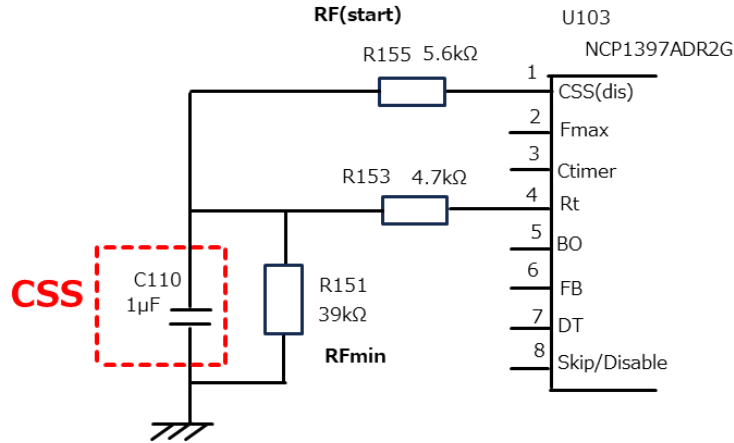 RF(start)
U103
NCP1397ADR2G
R155 5.6kΩ
1
CSS(dis)
2
Fmax
3
Ctimer
R153 4.7kΩ
4
Rt
5
BO
6
FB
7
DT
8
Skip/Disable
CSS
C110
1μF
R151
39kΩ
RFmin